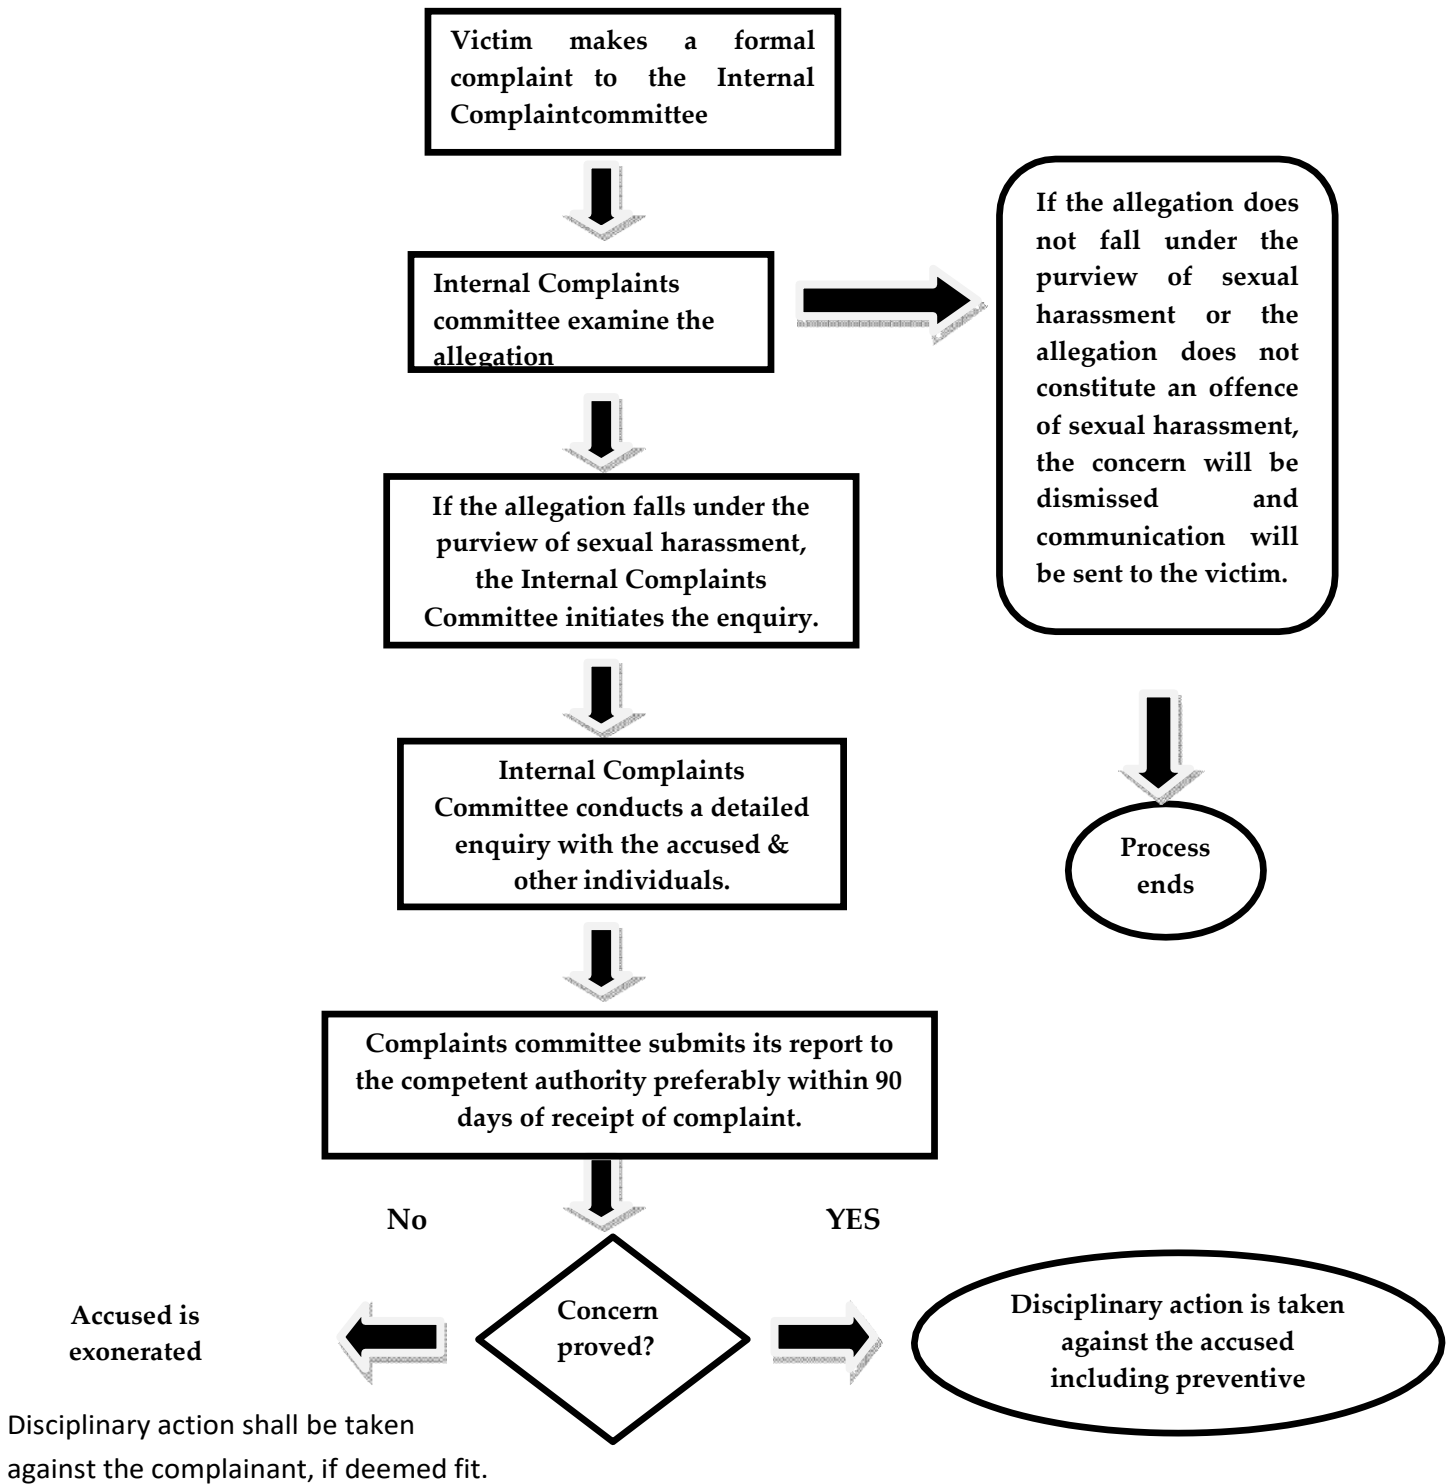 Victim makes a formal
complaint to the Internal
Complaintcommittee
Internal Complaints
committee examine the
allegation
If the allegation does
not fall under the
purview of sexual
harassment or the
allegation does not
constitute an offence
of sexual harassment,
the concern will be
dismissed and
communication will
be sent to the victim.
If the allegation falls under the
purview of sexual harassment,
the Internal Complaints
Committee initiates the enquiry.
Internal Complaints
Committee conducts a detailed
enquiry with the accused &
other individuals.
Process
ends
Complaints committee submits its report to
the competent authority preferably within 90
days of receipt of complaint.
No
YES
Accused is
exonerated
Concern
proved?
Disciplinary action is taken
against the accused
including preventive
Disciplinary action shall be taken
against the complainant, if deemed fit.